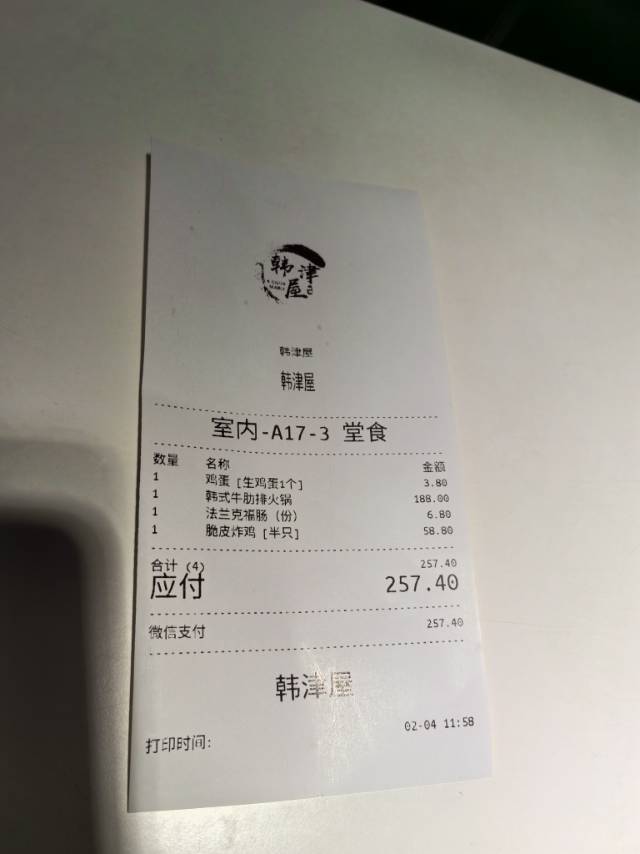 韩津屋
韩津屋
韩津屋
室内-A17-3 堂食
数量 名称 金额
1 鸡蛋 [生鸡蛋1个] 3.80
1 韩式牛肋排火锅 188.00
1 法兰克福肠 (份) 6.80
1 脆皮炸鸡 [半只] 58.80
合计 (4) 257.40
应付 257.40
微信支付 257.40
韩津屋
打印时间: 02-04 11:58